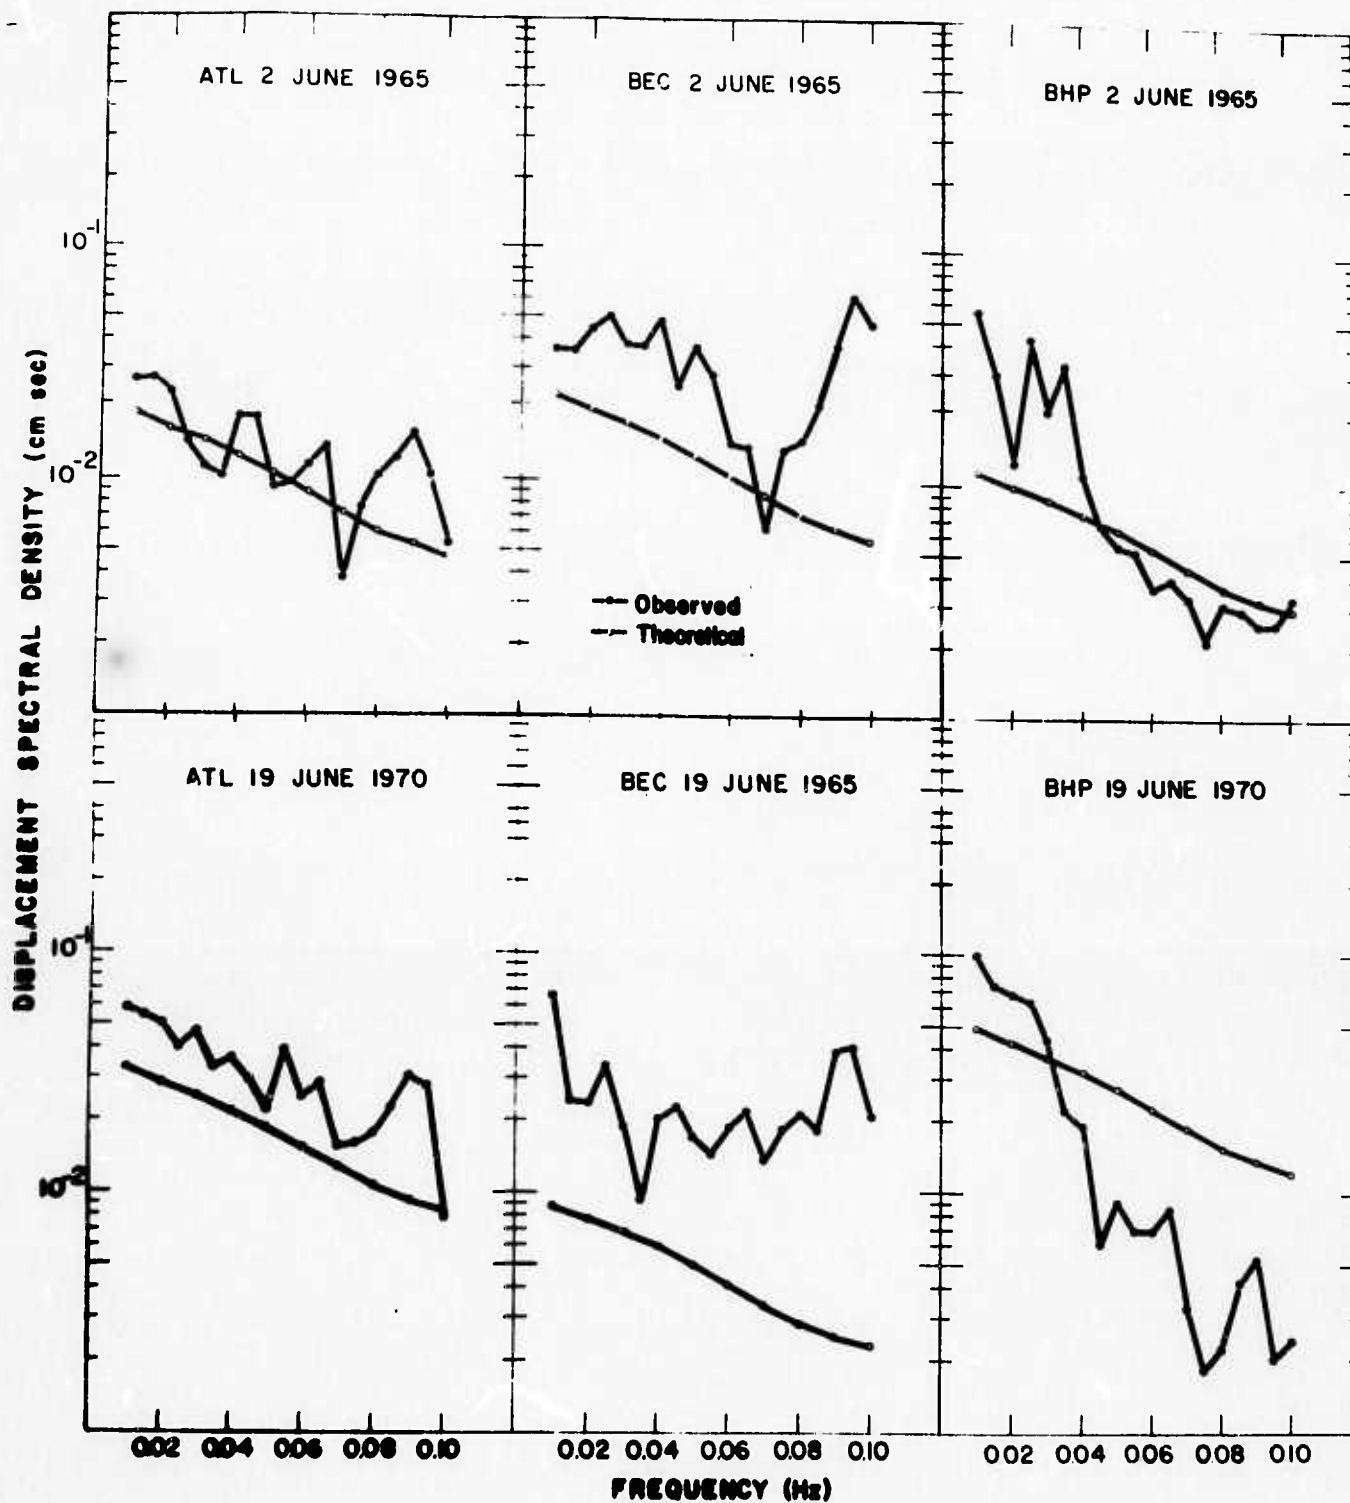 ATL 2 JUNE 1965
BEC 2 JUNE 1965
BHP 2 JUNE 1965
10-1
10-2
Observed
Theoretical
DISPLACEMENT SPECTRAL DENSITY (cm sec)
ATL 19 JUNE 1970
BEC 19 JUNE 1965
BHP 19 JUNE 1970
10-1
10-2
0.02 0.04 0.06 0.08 0.10
0.02 0.04 0.06 0.08 0.10
0.02 0.04 0.06 0.08 0.10
FREQUENCY (Hz)